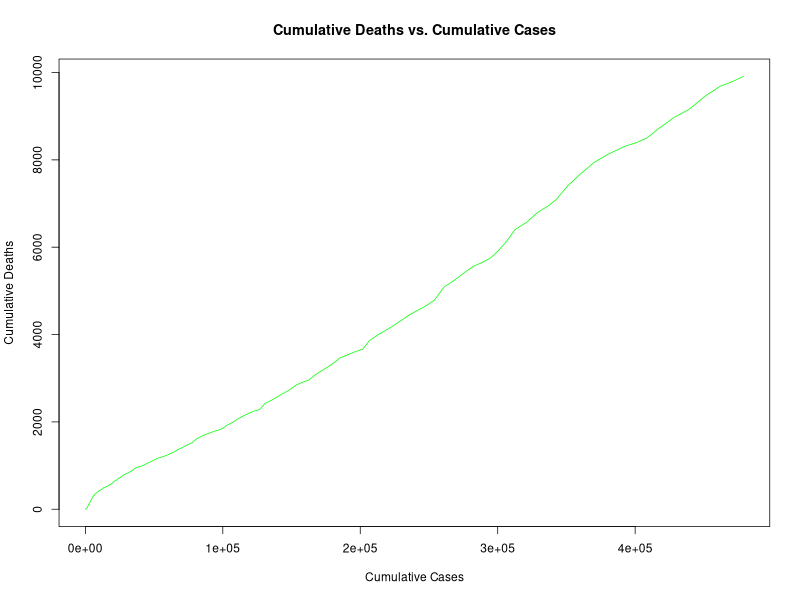 Cumulative Deaths vs. Cumulative Cases
10000
8000
6000
4000
2000
0
Cumulative Deaths
0e+00 1e+05 2e+05 3e+05 4e+05
Cumulative Cases